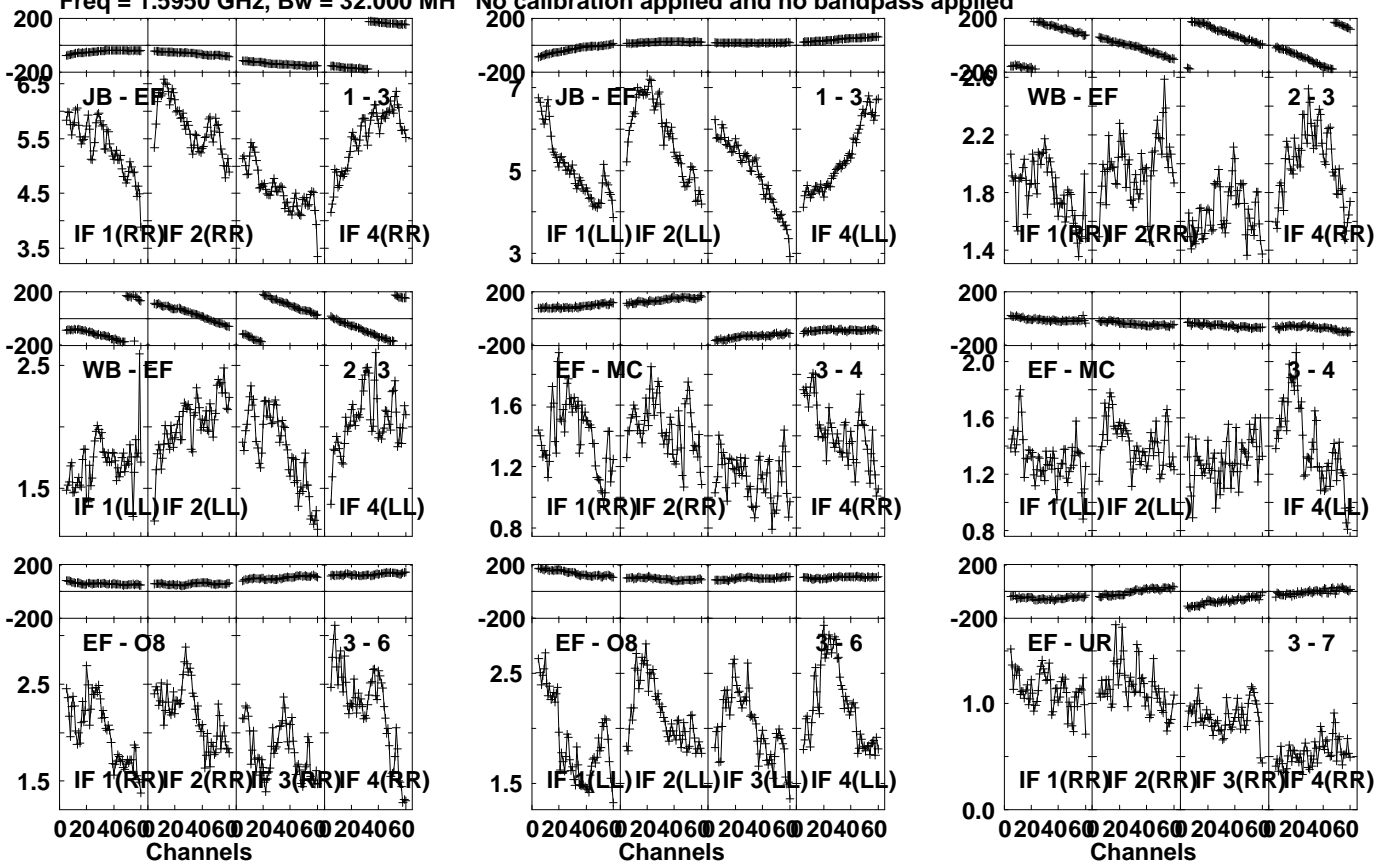 Freq = 1.5950 GHz, Bw = 32.000 MH No calibration applied and no bandpass applied
200
-200
6.5
5.5
4.5
3.5
JB - EF
1 - 3
IF 1(RR)
IF 2(RR)
IF 4(RR)
7
5
3
JB - EF
1 - 3
IF 1(LL)
IF 2(LL)
IF 4(LL)
200
-200
2.6
2.2
1.8
1.4
WB - EF
2 - 3
IF 1(RR)
IF 2(RR)
IF 4(RR)
200
-200
2.5
1.5
WB - EF
2 - 3
IF 1(LL)
IF 2(LL)
IF 4(LL)
200
-200
1.6
1.2
0.8
EF - MC
3 - 4
IF 1(RR)
IF 2(RR)
IF 4(RR)
200
-200
2.0
1.6
1.2
0.8
EF - MC
3 - 4
IF 1(LL)
IF 2(LL)
IF 4(LL)
200
-200
2.5
1.5
EF - O8
3 - 6
IF 1(RR)
IF 2(RR)
IF 3(RR)
IF 4(RR)
0 20 40 60 0 20 40 60 0 20 40 60 0 20 40 60
Channels
200
-200
2.5
1.5
EF - O8
3 - 6
IF 1(LL)
IF 2(LL)
IF 3(LL)
IF 4(LL)
0 20 40 60 0 20 40 60 0 20 40 60 0 20 40 60
Channels
200
-200
1.0
0.0
EF - UR
3 - 7
IF 1(RR)
IF 2(RR)
IF 3(RR)
IF 4(RR)
0 20 40 60 0 20 40 60 0 20 40 60 0 20 40 60
Channels